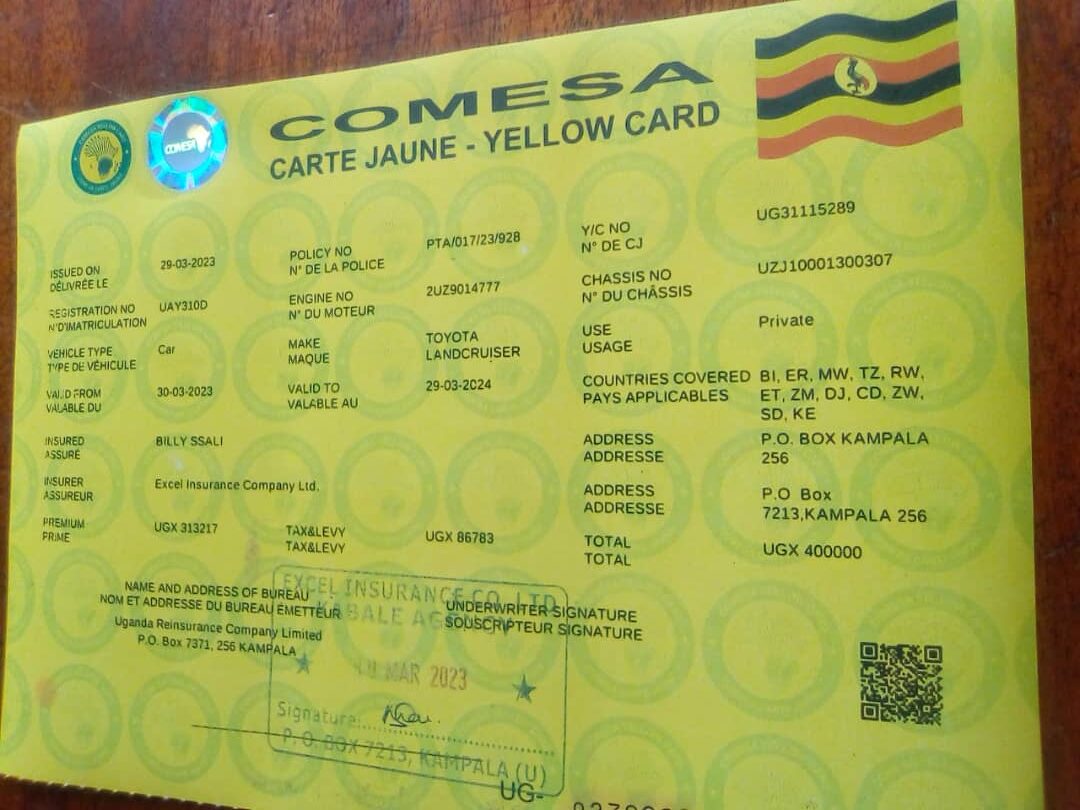 COMESA
COMESA
CARTE JAUNE - YELLOW CARD
ISSUED ON 29-03-2023 POLICY NO PTA/017/23/928 Y/C NO UG31115289
DÉLIVRÉE LE N° DE LA POLICE N° DE CJ
REGISTRATION NO UAY310D ENGINE NO 2UZ9014777 CHASSIS NO UZJ10001300307
N°D'IMATRICULATION N° DU MOTEUR N° DU CHÂSSIS
VEHICLE TYPE Car MAKE TOYOTA USE Private
TYPE DE VÉHICULE MAQUE LANDCRUISER USAGE
VALID FROM 30-03-2023 VALID TO 29-03-2024 COUNTRIES COVERED BI, ER, MW, TZ, RW,
VALABLE DU VALABLE AU PAYS APPLICABLES ET, ZM, DJ, CD, ZW,
SD, KE
INSURED BILLY SSALI ADDRESS P.O. BOX KAMPALA
ASSURÉ ADDRESSE 256
INSURER Excel Insurance Company Ltd. ADDRESS P.O Box
ASSUREUR ADDRESSE 7213,KAMPALA 256
PREMIUM UGX 313217 TAX&LEVY UGX 86783 TOTAL UGX 400000
PRIME TAX&LEVY TOTAL
NAME AND ADDRESS OF BUREAU
NOM ET ADDRESSE DU BUREAU ÉMETTEUR
Uganda Reinsurance Company Limited
P.O. Box 7371, 256 KAMPALA
UNDERWRITER SIGNATURE
SOUSCRIPTEUR SIGNATURE
EXCEL INSURANCE CO. LTD
KABALE AGENCY
MAR 2023
Signature:
P. O. BOX 7213, KAMPALA (U)
UG-